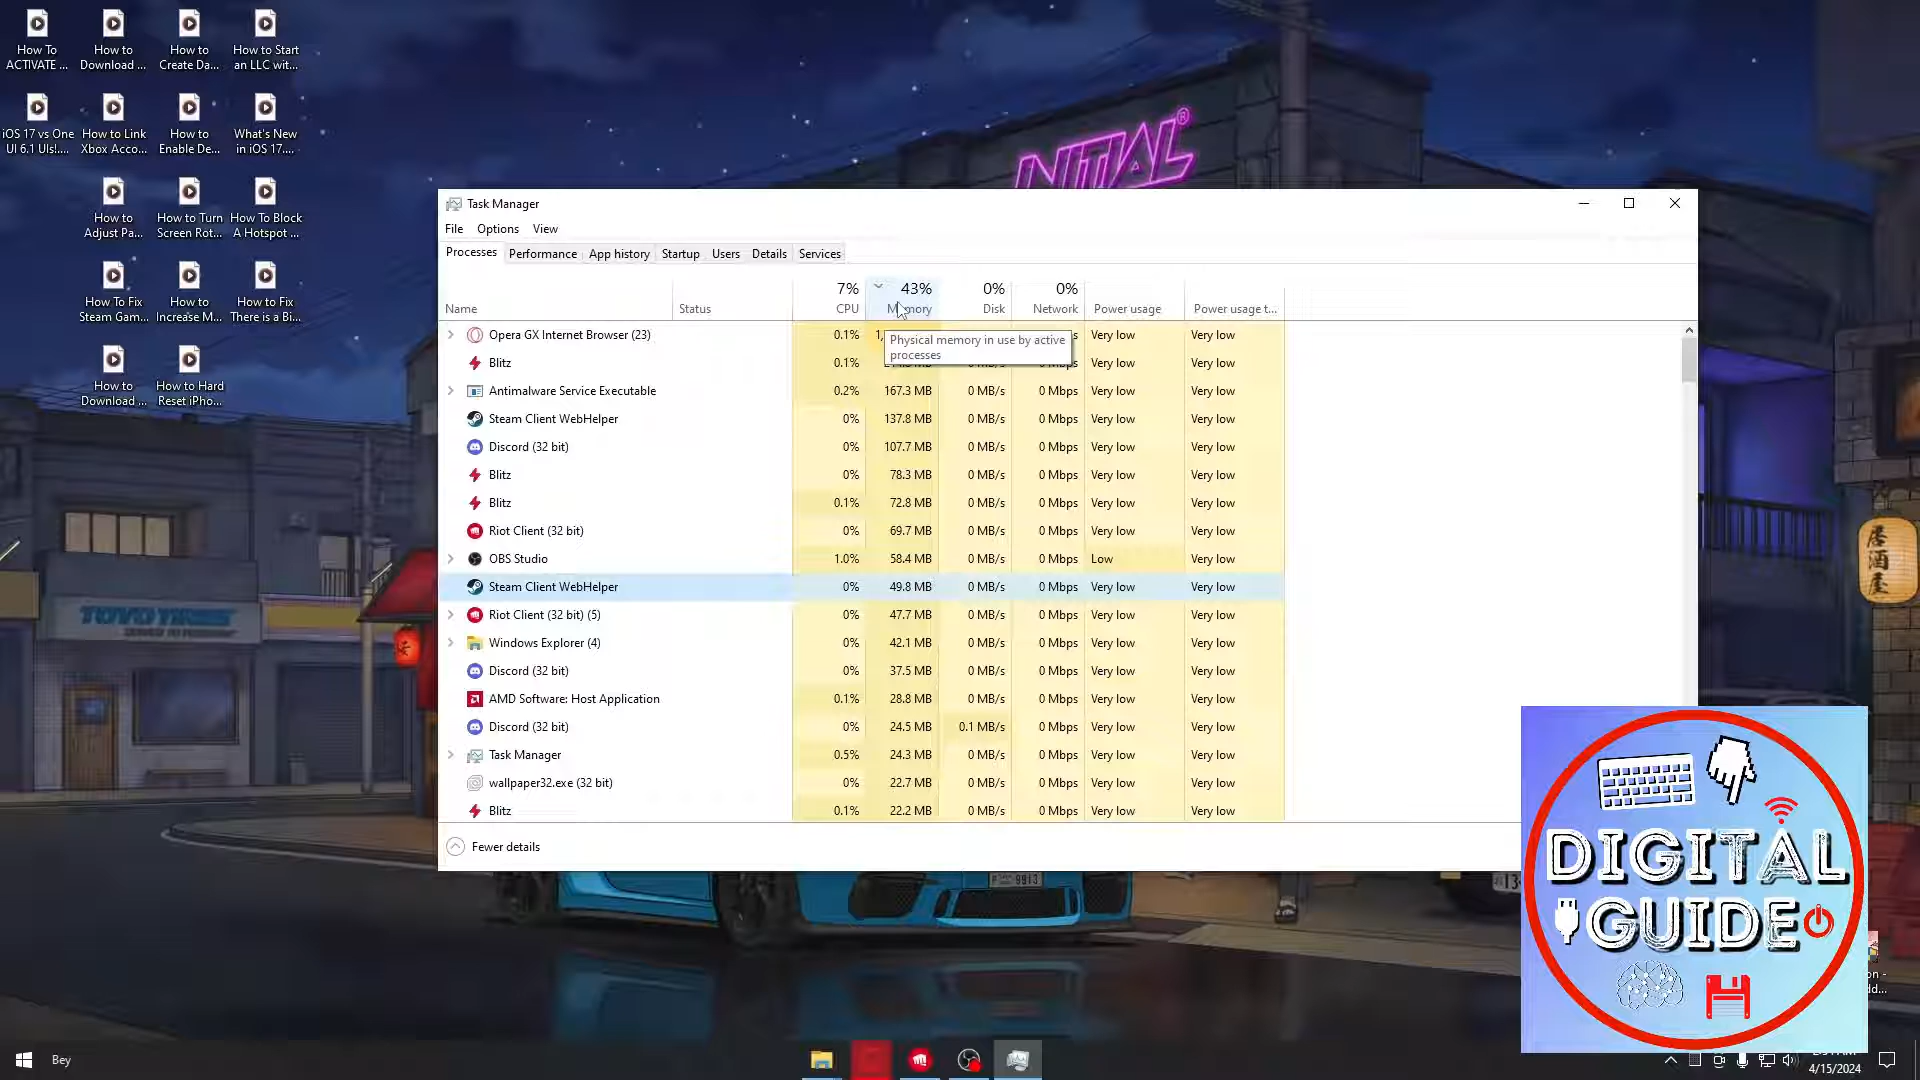 How To
ACTIVATE ...
How to
Download ...
How to
Create Da...
How to Start
an LLC wit...
iOS 17 vs One
UI 6.1 UIs!....
How to Link
Xbox Acco...
How to
Enable De...
What's New
in iOS 17....
How to
Adjust Pa...
How to Turn
Screen Rot...
How To Block
A Hotspot ...
How To Fix
Steam Gam...
How to
Increase M...
How to Fix
There is a Bi...
How to
Download ...
How to Hard
Reset iPho...
INITIAL®
TOYO TIRES
Task Manager
File Options View
Processes Performance App history Startup Users Details Services
7% 43% 0% 0%
Name Status CPU Memory Disk Network Power usage Power usage t...
Opera GX Internet Browser (23) 0.1% Very low Very low
Physical memory in use by active
processes
Blitz 0.1% Very low Very low
Antimalware Service Executable 0.2% 167.3 MB 0 MB/s 0 Mbps Very low Very low
Steam Client WebHelper 0% 137.8 MB 0 MB/s 0 Mbps Very low Very low
Discord (32 bit) 0% 107.7 MB 0 MB/s 0 Mbps Very low Very low
Blitz 0% 78.3 MB 0 MB/s 0 Mbps Very low Very low
Blitz 0.1% 72.8 MB 0 MB/s 0 Mbps Very low Very low
Riot Client (32 bit) 0% 69.7 MB 0 MB/s 0 Mbps Very low Very low
OBS Studio 1.0% 58.4 MB 0 MB/s 0 Mbps Low Very low
Steam Client WebHelper 0% 49.8 MB 0 MB/s 0 Mbps Very low Very low
Riot Client (32 bit) (5) 0% 47.7 MB 0 MB/s 0 Mbps Very low Very low
Windows Explorer (4) 0% 42.1 MB 0 MB/s 0 Mbps Very low Very low
Discord (32 bit) 0% 37.5 MB 0 MB/s 0 Mbps Very low Very low
AMD Software: Host Application 0.1% 28.8 MB 0 MB/s 0 Mbps Very low Very low
Discord (32 bit) 0% 24.5 MB 0.1 MB/s 0 Mbps Very low Very low
Task Manager 0.5% 24.3 MB 0 MB/s 0 Mbps Very low Very low
wallpaper32.exe (32 bit) 0% 22.7 MB 0 MB/s 0 Mbps Very low Very low
Blitz 0.1% 22.2 MB 0 MB/s 0 Mbps Very low Very low
Fewer details
居酒屋
9913
DIGITAL
GUIDE
Bey
4/15/2024